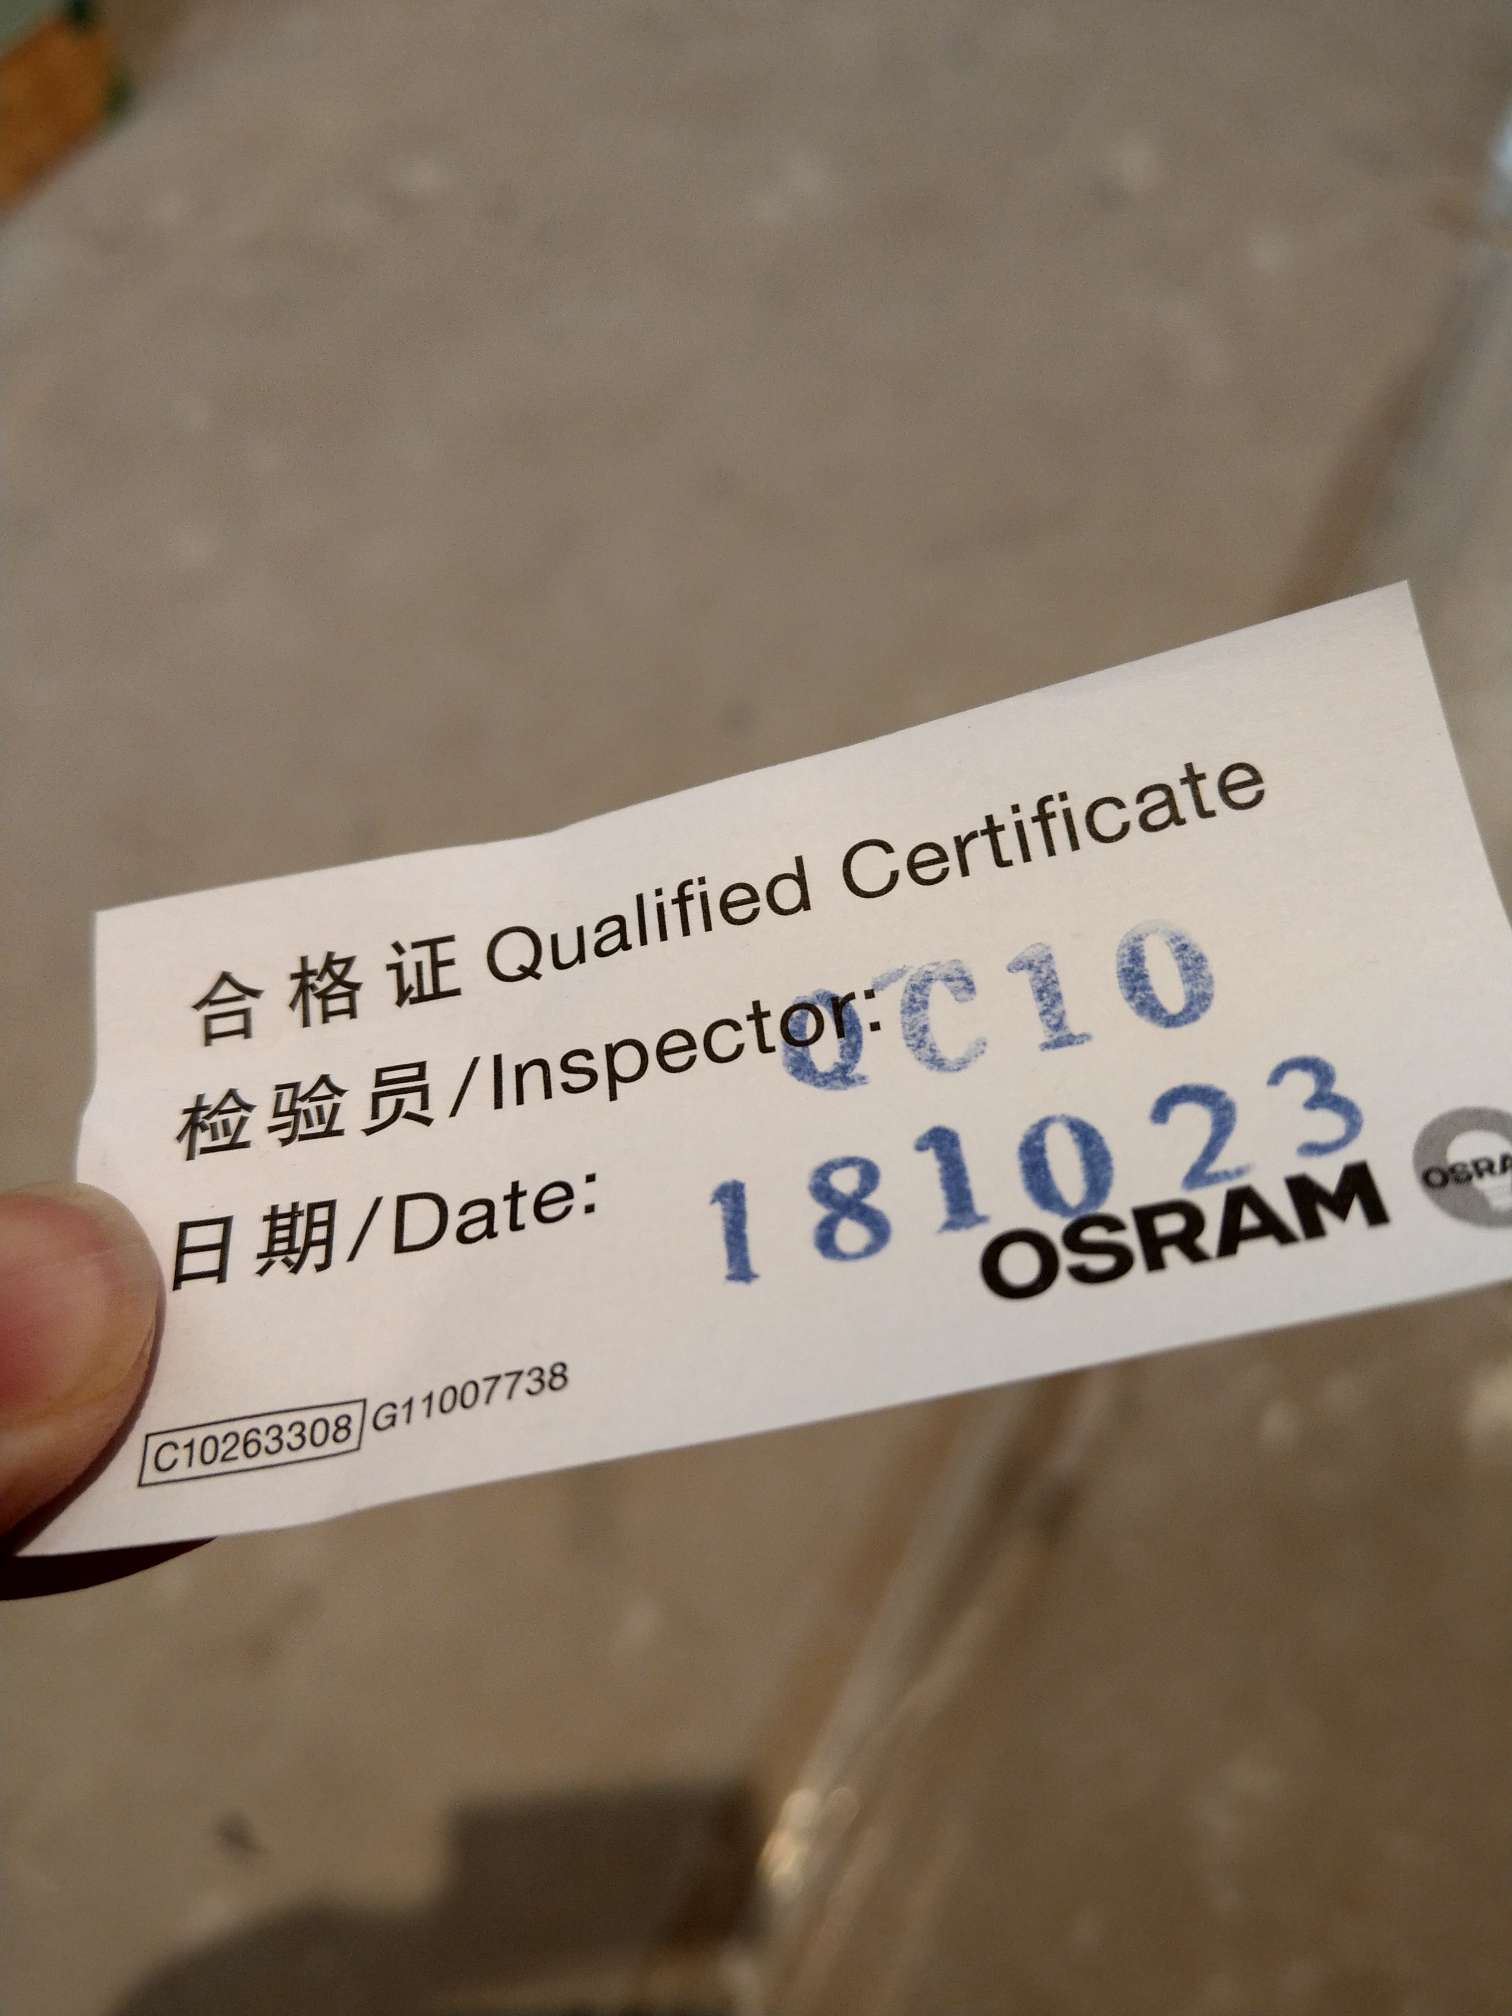 合格证 Qualified Certificate
检验员/Inspector: QC10
日期/Date: 181023
OSRAM
C10263308 G11007738